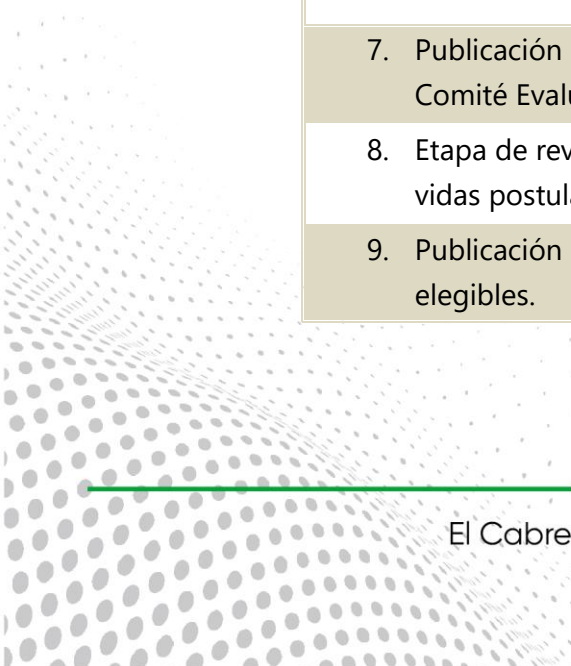 7. Publicación
Comité Evalu
8. Etapa de rev
vidas postula
9. Publicación
elegibles.
El Cabre